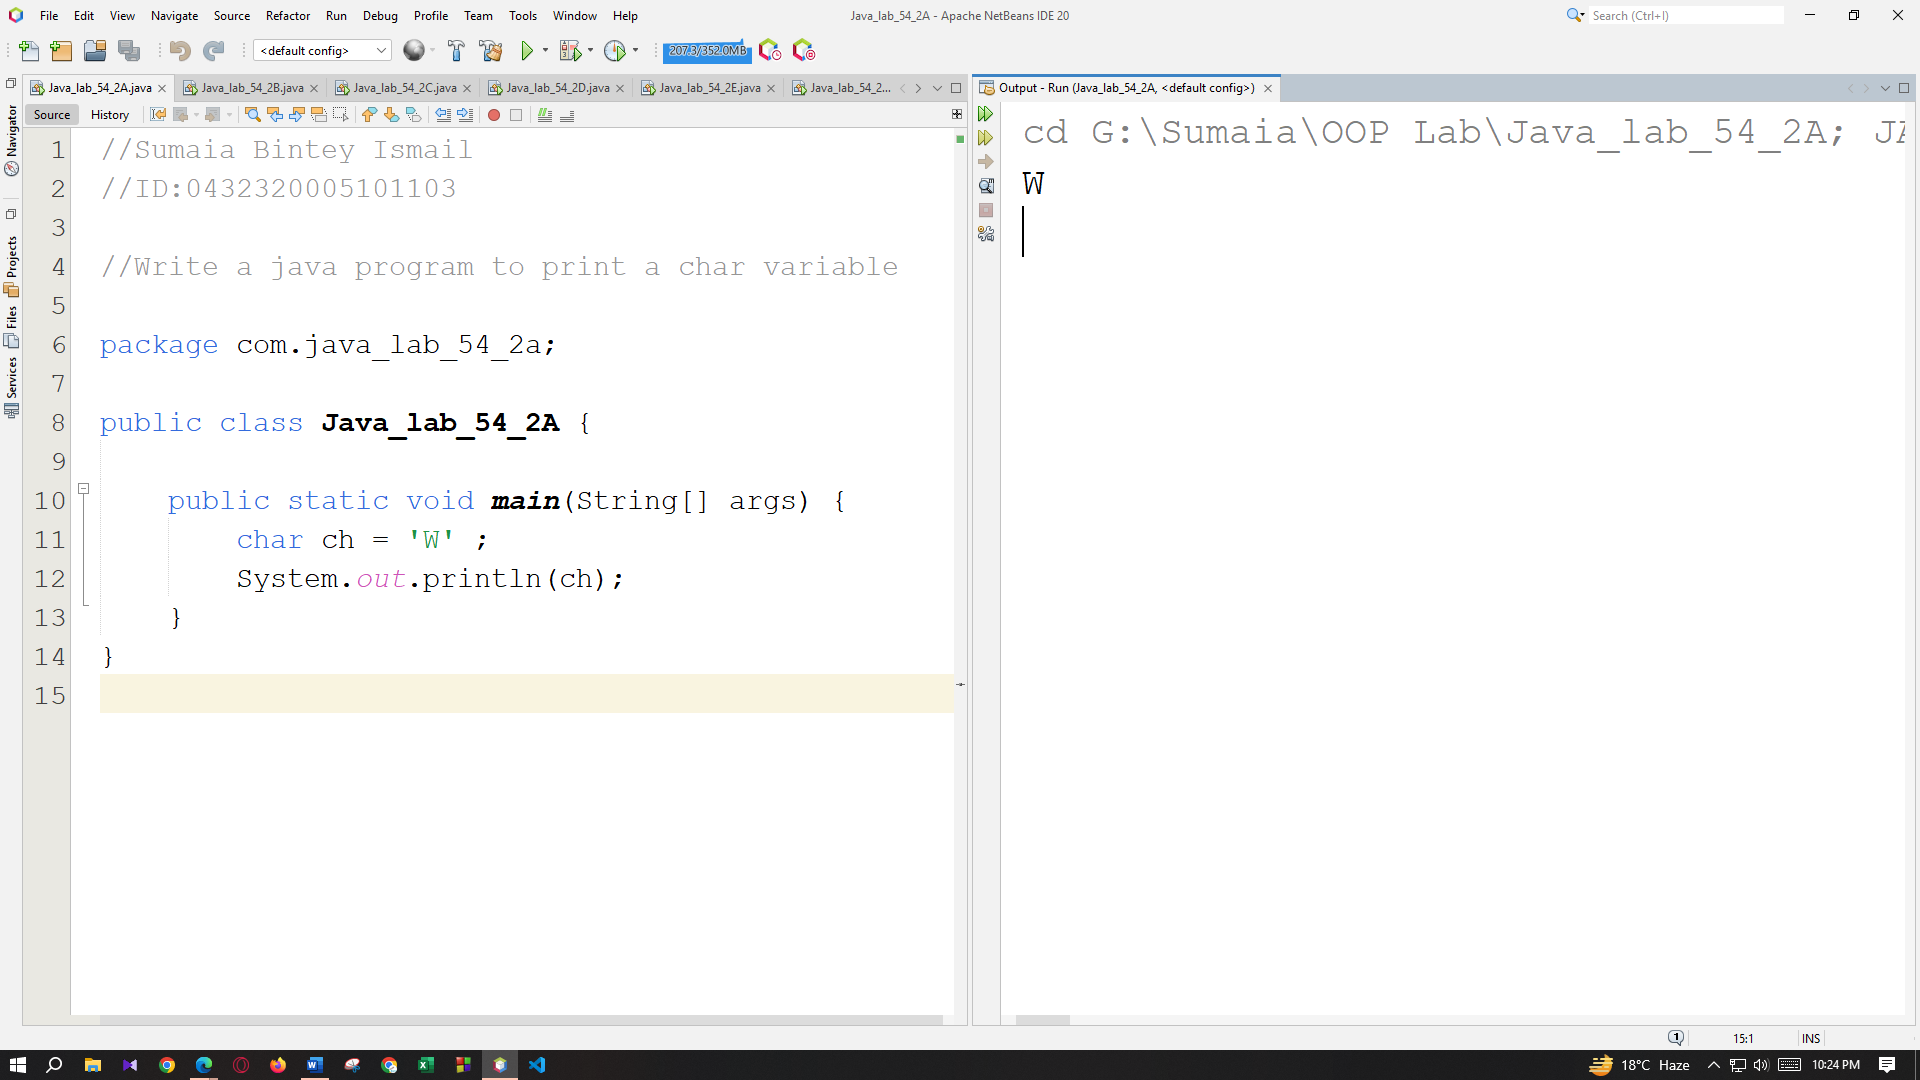 File Edit View Navigate Source Refactor Run Debug Profile Team Tools Window Help
Java_lab_54_2A - Apache NetBeans IDE 20
Search (Ctrl+I)
<default config>
207.3/352.0MB
Java_lab_54_2A.java Java_lab_54_2B.java Java_lab_54_2C.java Java_lab_54_2D.java Java_lab_54_2E.java Java_lab_54_2...
Source History
Navigator
Projects
Files
Services
1 //Sumaia Bintey Ismail
2 //ID:0432320005101103
3
4 //Write a java program to print a char variable
5
6 package com.java_lab_54_2a;
7
8 public class Java_lab_54_2A {
9
10 public static void main(String[] args) {
11 char ch = 'W' ;
12 System.out.println(ch);
13 }
14 }
15
Output - Run (Java_lab_54_2A, <default config>)
cd G:\Sumaia\OOP Lab\Java_lab_54_2A; JA
W
1
15:1
INS
18°C Haze
10:24 PM